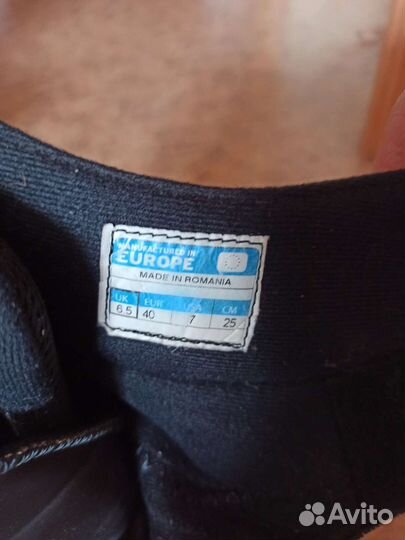 MANUFACTURED IN
EUROPE
MADE IN ROMANIA
UK EUR USA CM
6.5 40 7 25
Avito